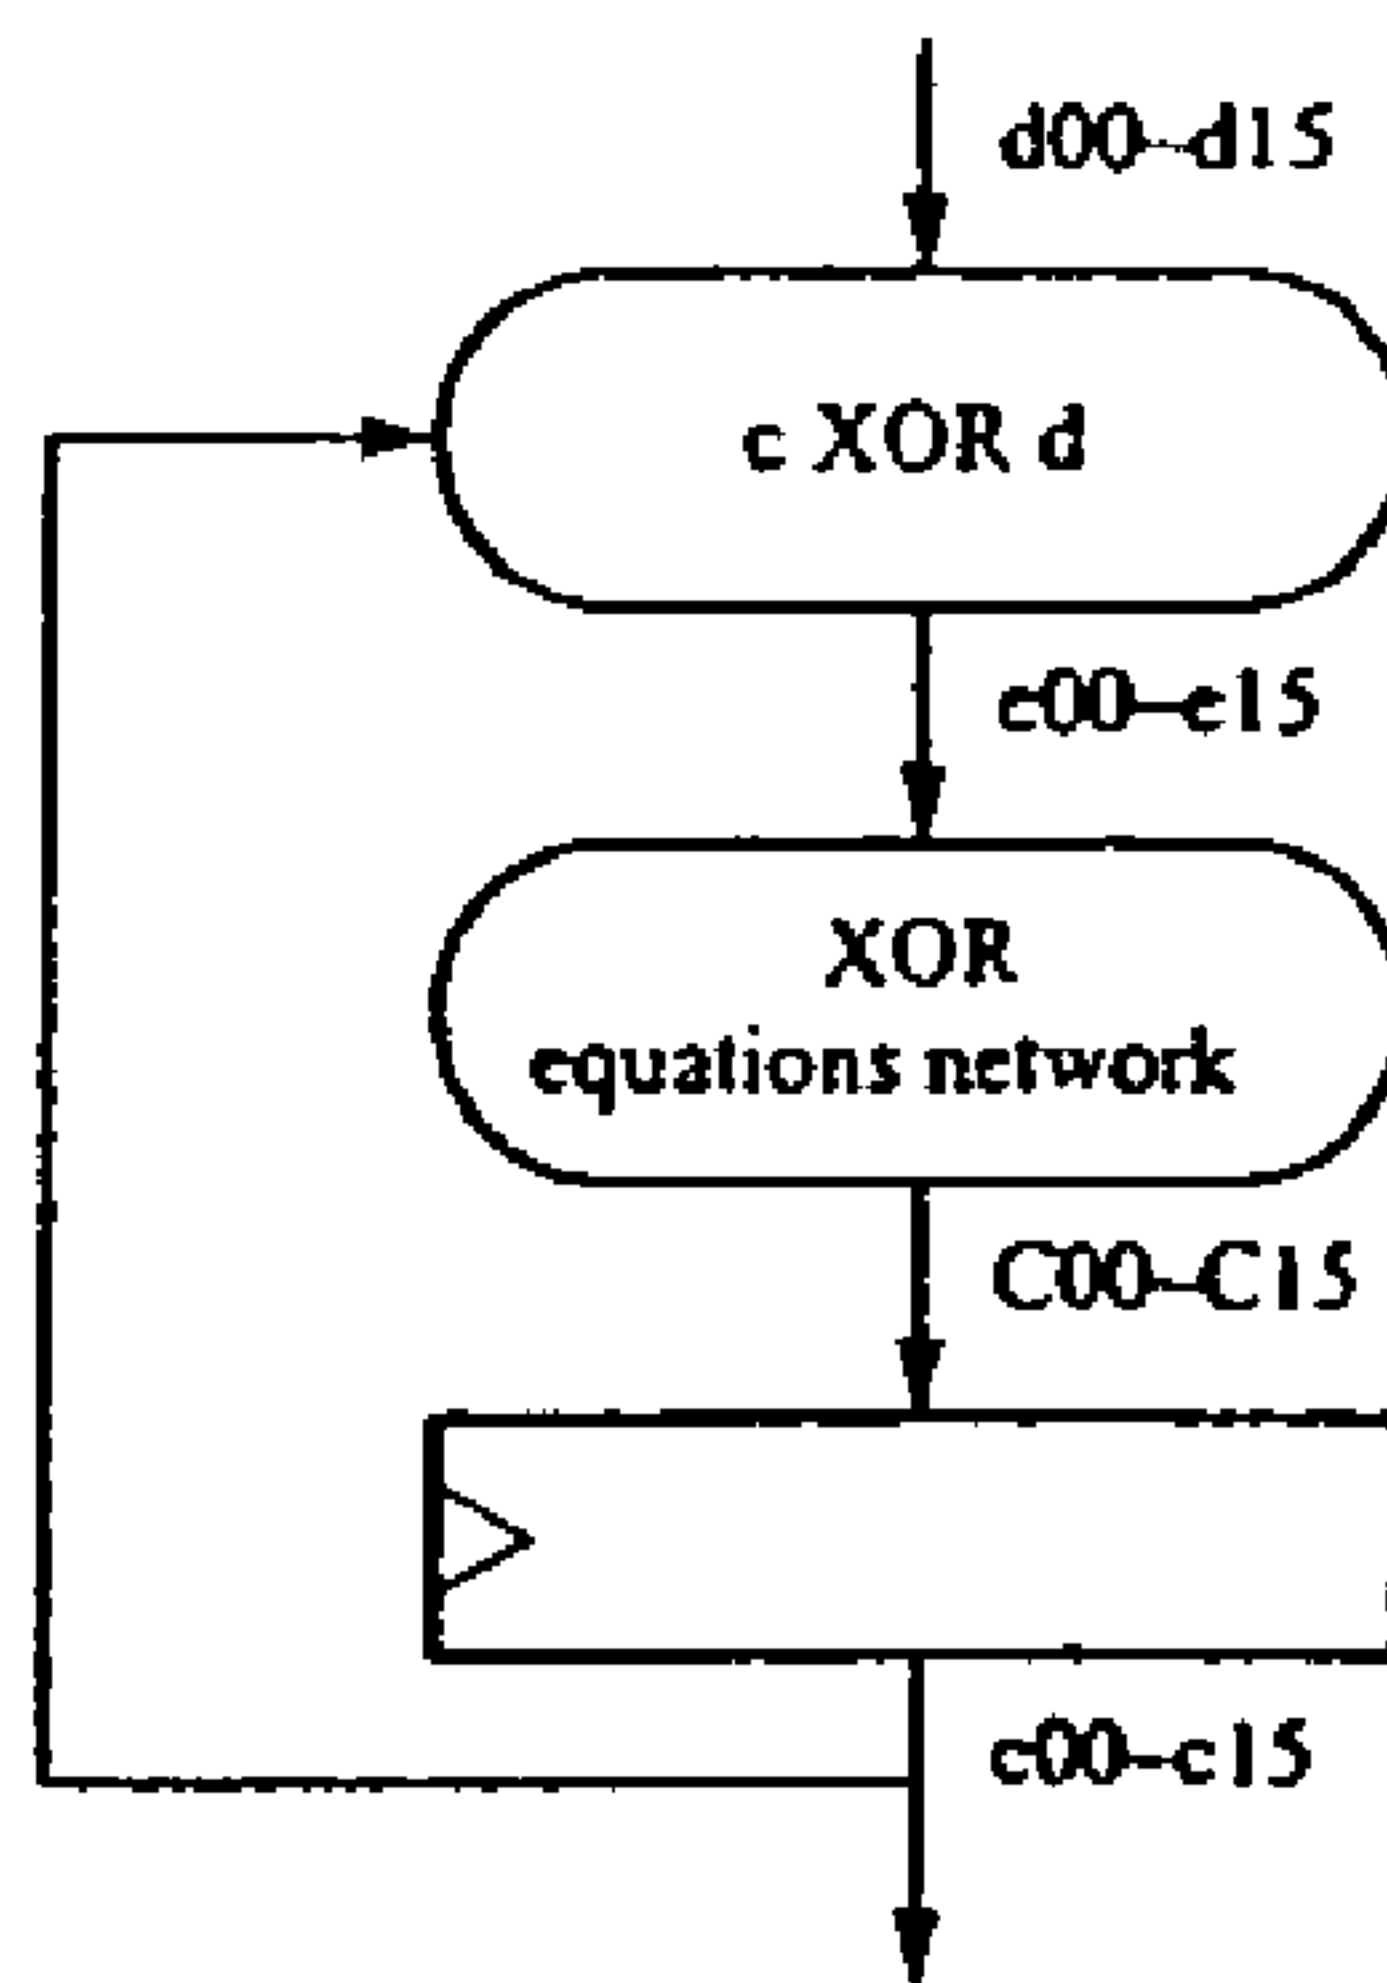 d00–d15
c XOR d
e00–e15
XOR
equations network
C00–C15
c00–c15